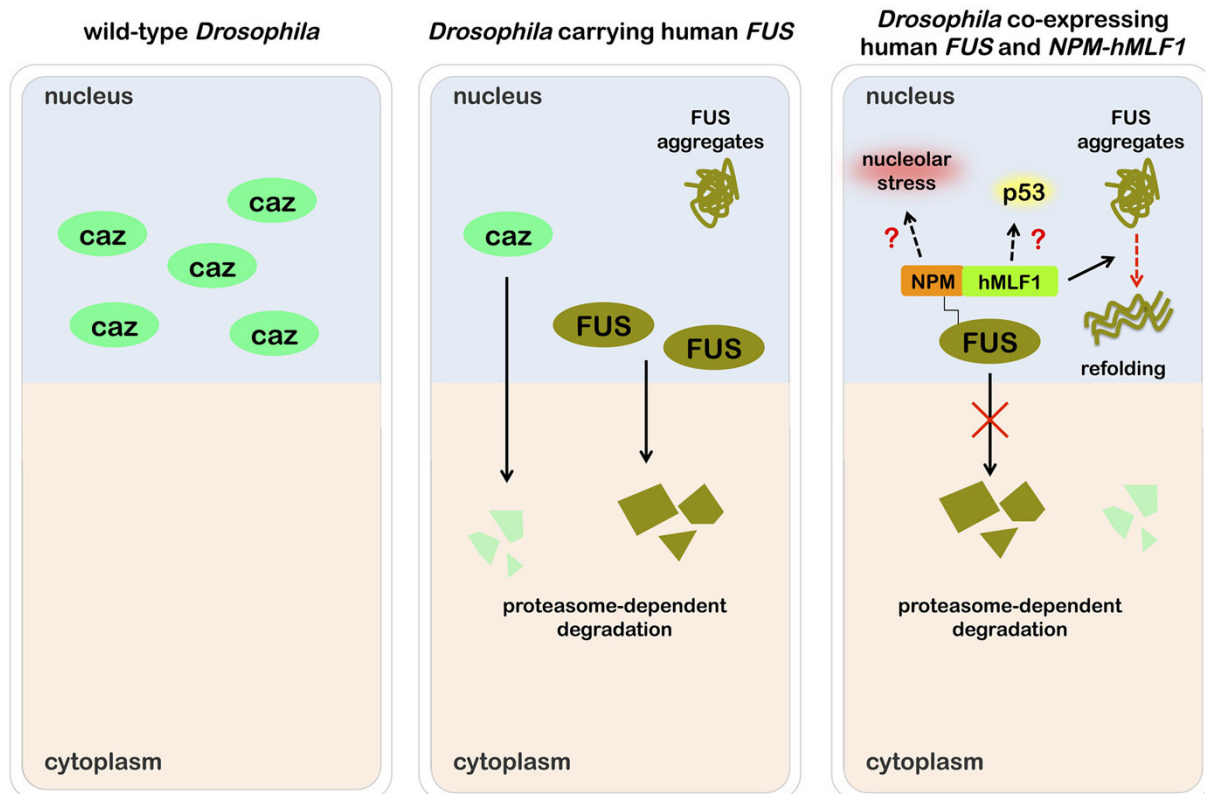 wild-type Drosophila
nucleus
caz
caz
caz
caz
caz
cytoplasm
Drosophila carrying human FUS
nucleus
FUS
aggregates
caz
FUS
FUS
proteasome-dependent
degradation
cytoplasm
Drosophila co-expressing
human FUS and NPM-hMLF1
nucleus
FUS
aggregates
nucleolar
stress
p53
?
?
NPM
hMLF1
FUS
refolding
proteasome-dependent
degradation
cytoplasm